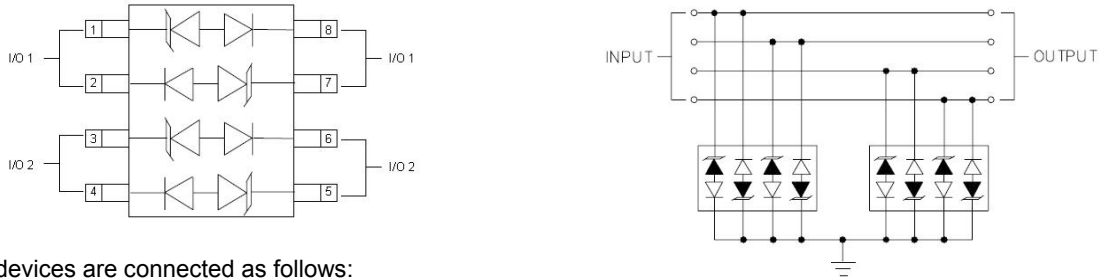 1 8
I/O 1 I/O 1
2 7
3 6
I/O 2 I/O 2
4 5
INPUT OUTPUT
devices are connected as follows: